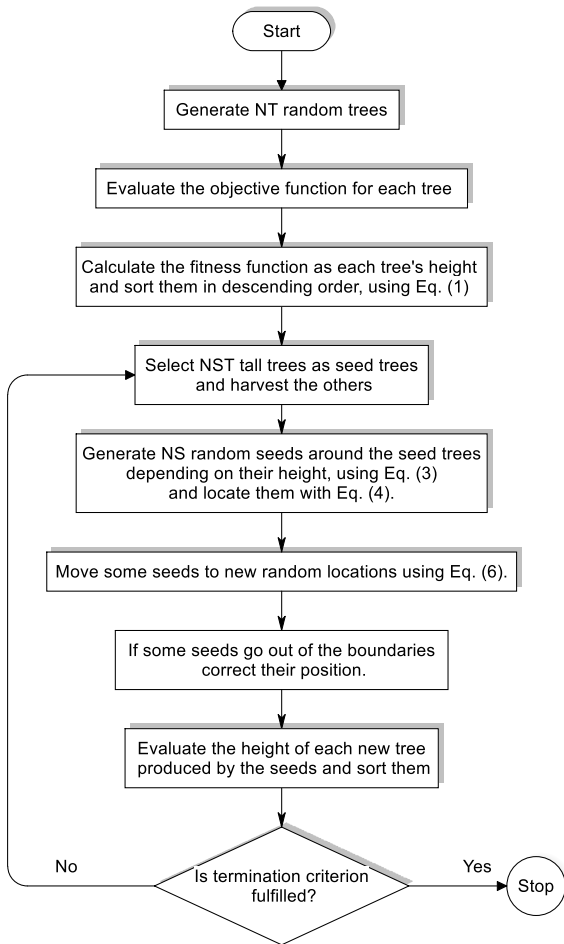 Start
Generate NT random trees
Evaluate the objective function for each tree
Calculate the fitness function as each tree's height
and sort them in descending order, using Eq. (1)
Select NST tall trees as seed trees
and harvest the others
Generate NS random seeds around the seed trees
depending on their height, using Eq. (3)
and locate them with Eq. (4).
Move some seeds to new random locations using Eq. (6).
If some seeds go out of the boundaries
correct their position.
Evaluate the height of each new tree
produced by the seeds and sort them
Is termination criterion
fulfilled?
No
Yes
Stop